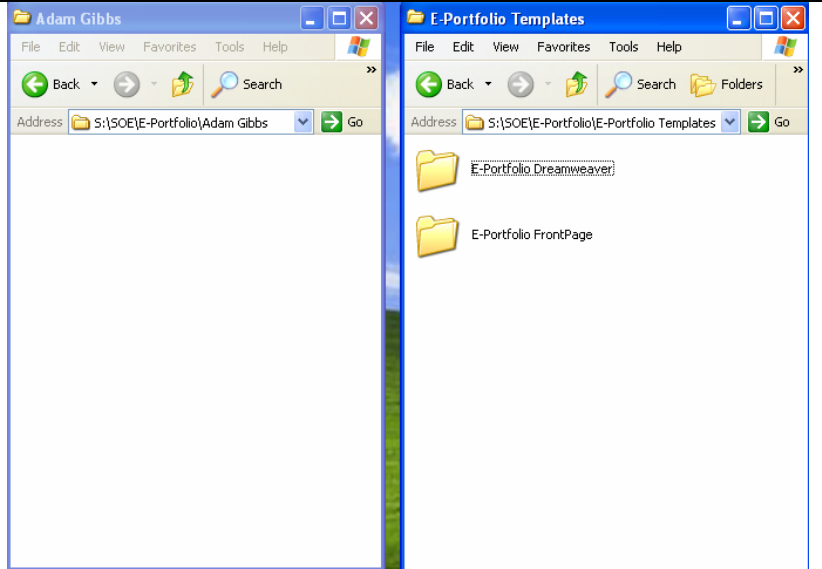 Adam Gibbs
File Edit View Favorites Tools Help
Back Search »
Address S:\SOE\E-Portfolio\Adam Gibbs Go
E-Portfolio Templates
File Edit View Favorites Tools Help
Back Search Folders »
Address S:\SOE\E-Portfolio\E-Portfolio Templates Go
E-Portfolio Dreamweaver
E-Portfolio FrontPage